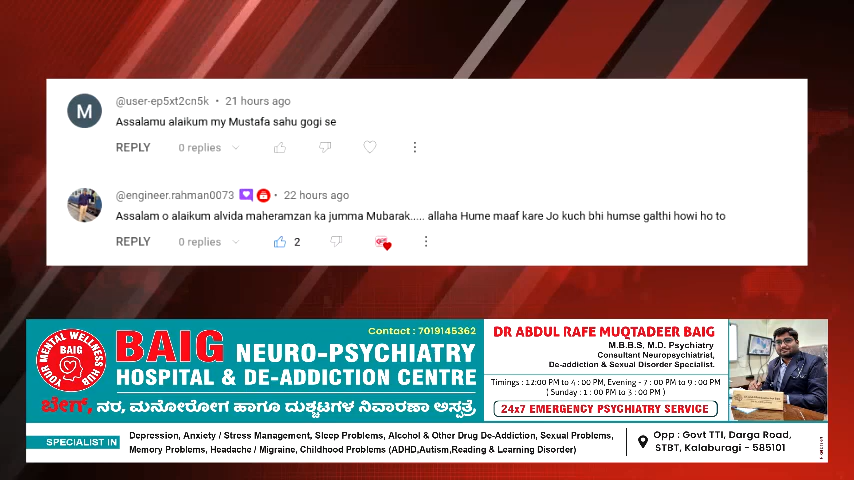 M
@user-ep5xt2cn5k • 21 hours ago
Assalamu alaikum my Mustafa sahu gogi se
REPLY 0 replies
@engineer.rahman0073 • 22 hours ago
Assalam o alaikum alvida maheramzan ka jumma Mubarak..... allaha Hume maaf kare Jo kuch bhi humse galthi howi ho to
REPLY 0 replies 2
YOUR MENTAL WELLNESS HUB
BAIG
Contact : 7019145362
BAIG NEURO-PSYCHIATRY
HOSPITAL & DE-ADDICTION CENTRE
ಬೇಗ್, ನರ, ಮನೋರೋಗ ಹಾಗೂ ದುಶ್ಚಟಗಳ ನಿವಾರಣಾ ಆಸ್ಪತ್ರೆ
DR ABDUL RAFE MUQTADEER BAIG
M.B.B.S, M.D. Psychiatry
Consultant Neuropsychiatrist,
De-addiction & Sexual Disorder Specialist.
Timings : 12:00 PM to 4 : 00 PM, Evening - 7 : 00 PM to 9 : 00 PM
( Sunday : 1 : 00 PM to 3 : 00 PM )
24x7 EMERGENCY PSYCHIATRY SERVICE
SPECIALIST IN
Depression, Anxiety / Stress Management, Sleep Problems, Alcohol & Other Drug De-Addiction, Sexual Problems,
Memory Problems, Headache / Migraine, Childhood Problems (ADHD,Autism,Reading & Learning Disorder)
Opp : Govt TTI, Darga Road,
STBT, Kalaburagi - 585101